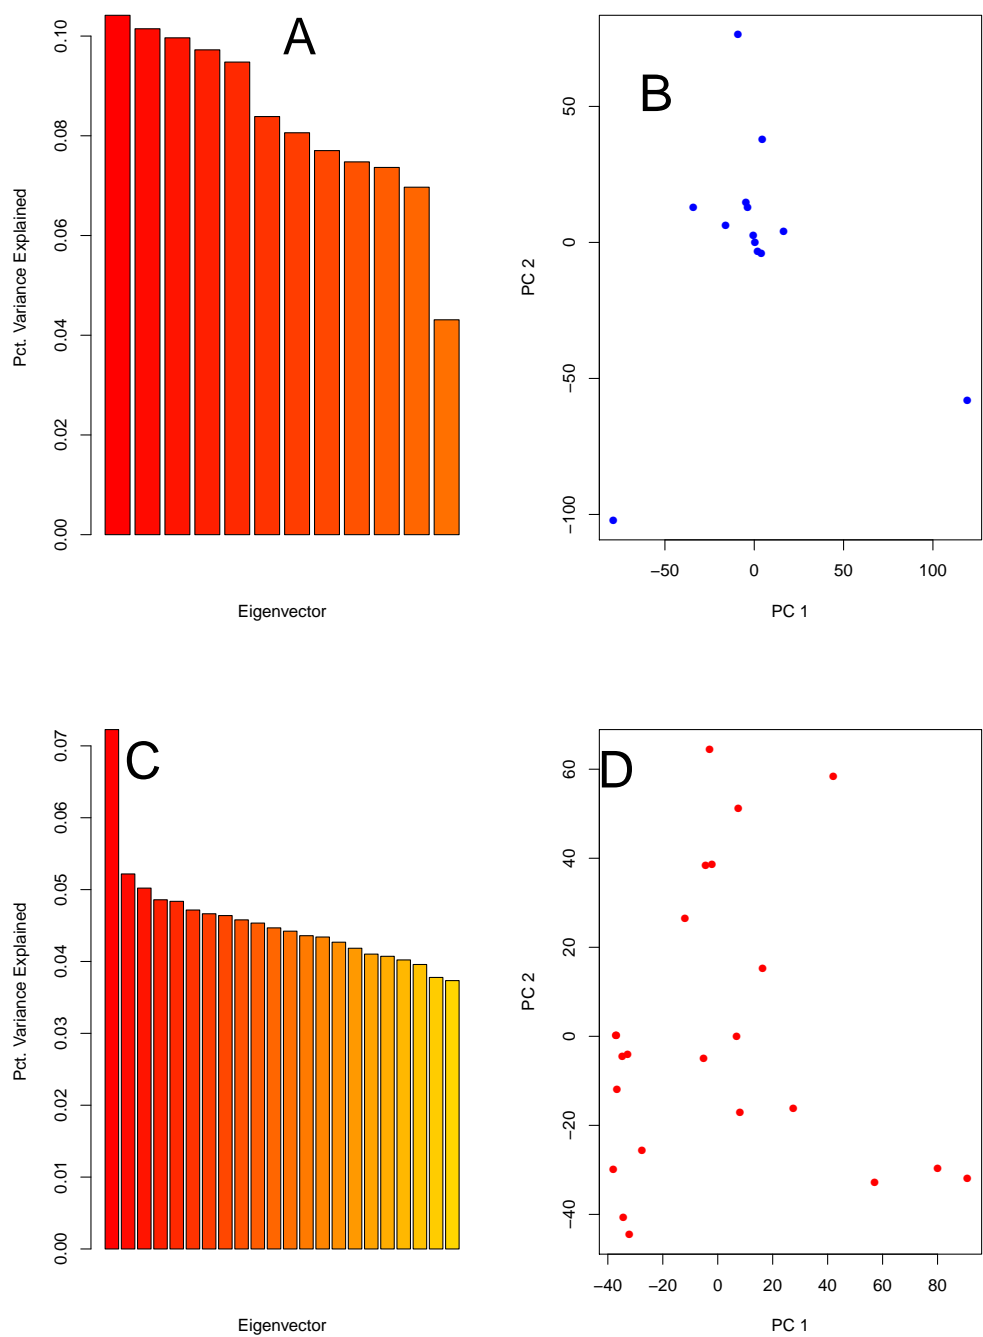 A
0.10
0.08
0.06
0.04
0.02
0.00
Pct. Variance Explained
Eigenvector
B
50
0
−50
−100
PC 2
−50 0 50 100
PC 1
C
0.07
0.06
0.05
0.04
0.03
0.02
0.01
0.00
Pct. Variance Explained
Eigenvector
D
60
40
20
0
−20
−40
PC 2
−40 −20 0 20 40 60 80
PC 1